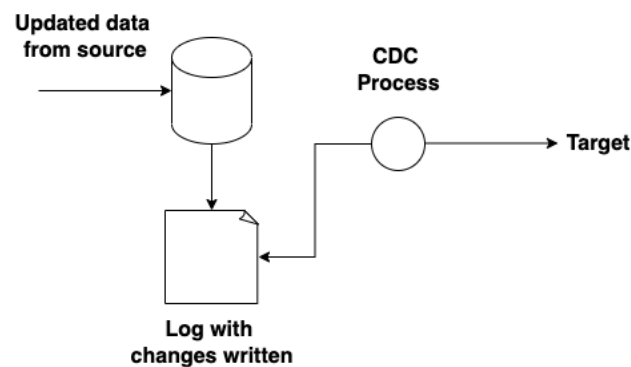 Updated data
from source
CDC
Process
Target
Log with
changes written